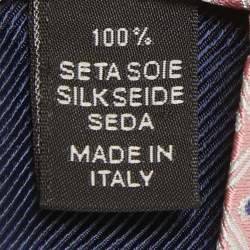 100%
SETA SOIE
SILK SEIDE
SEDA
MADE IN
ITALY